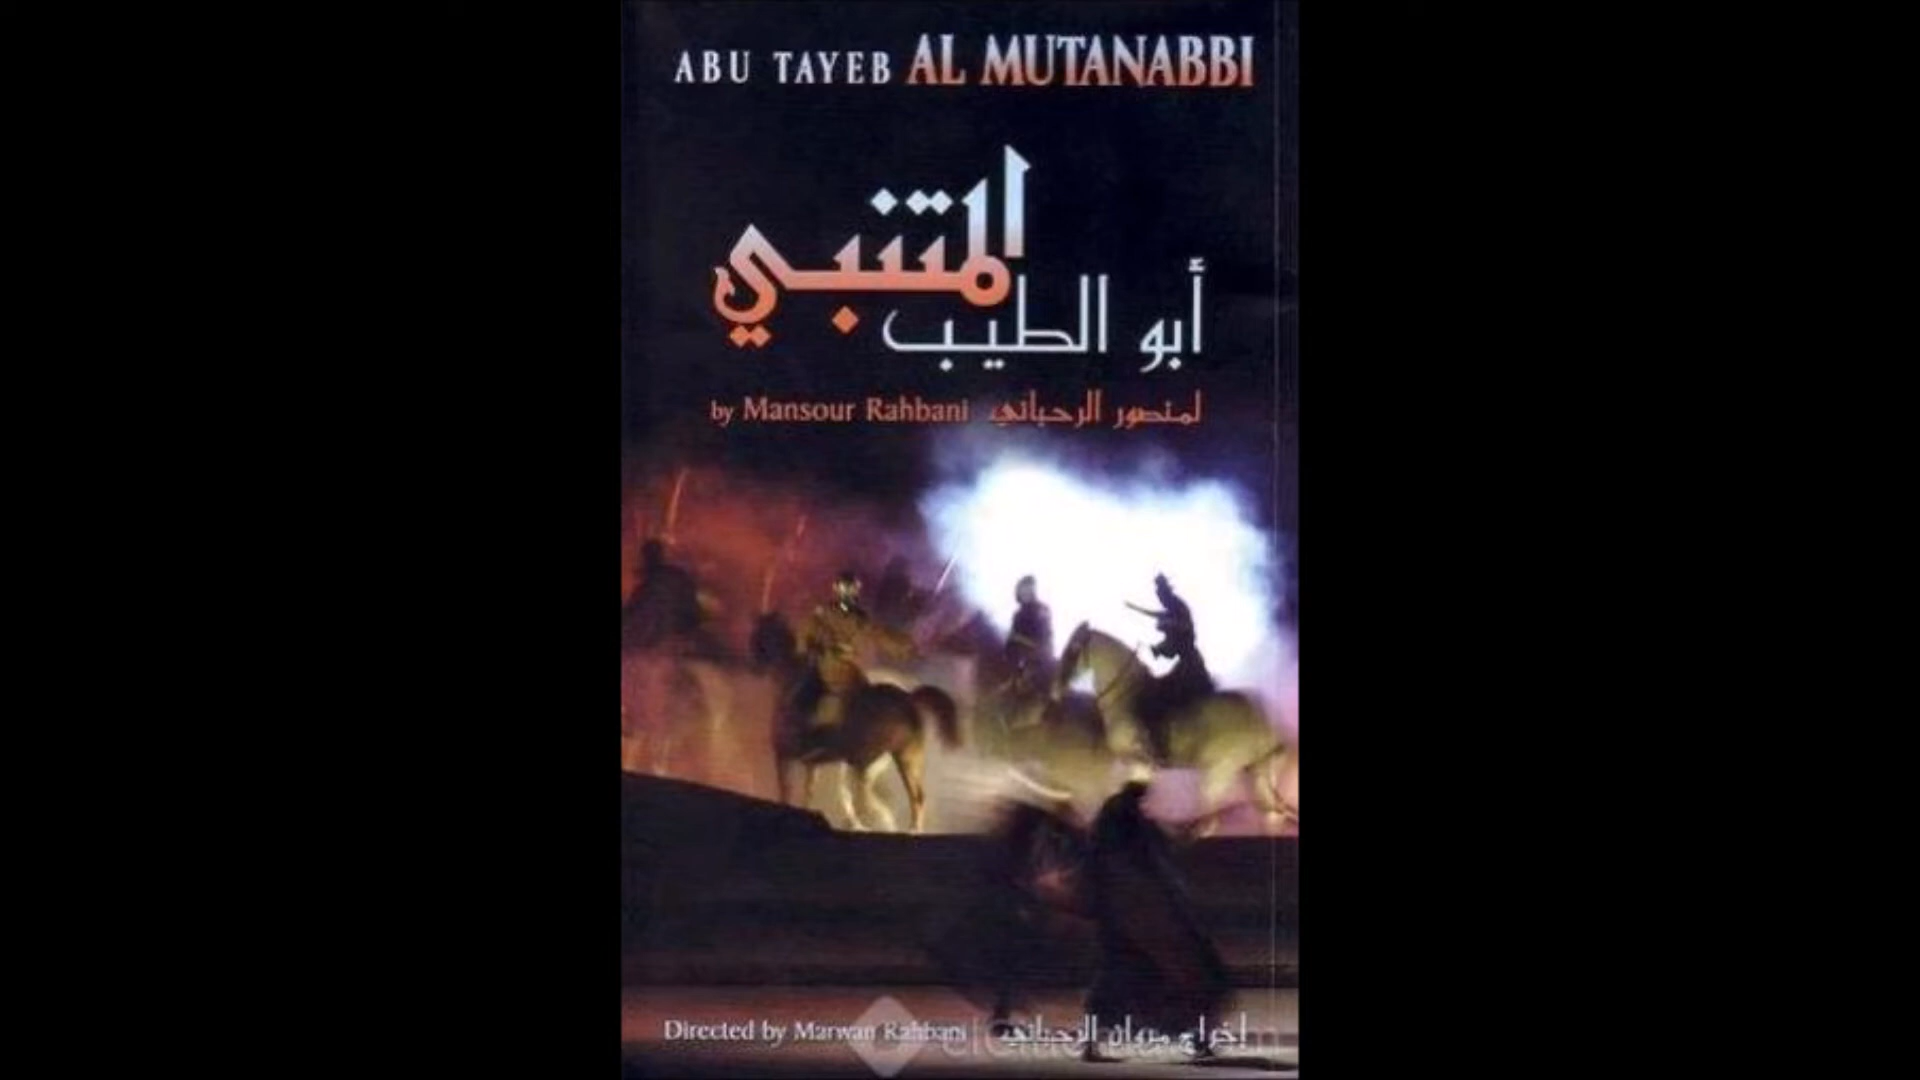 ABU TAYEB AL MUTANABBI
المتنبي
أبو الطيب
by Mansour Rahbani لمنصور الرحباني
Directed by Marwan Rahbani إخراج مروان الرحباني